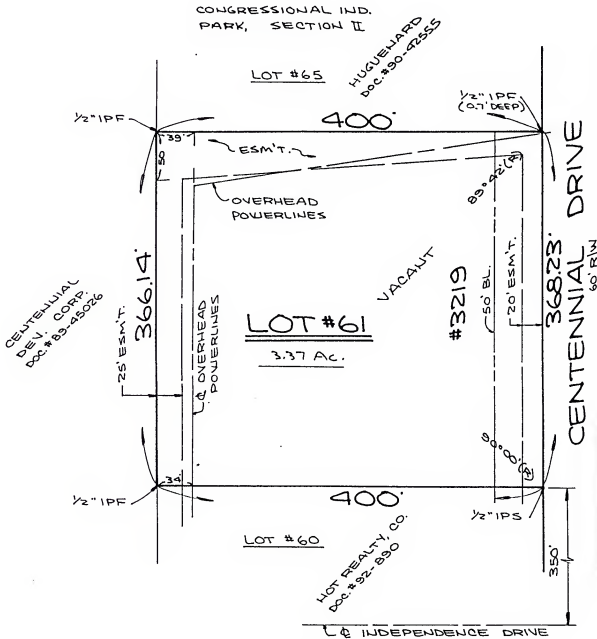 CONGRESSIONAL IND.
PARK, SECTION II
HUGUENARD
DOC.#90-42555
LOT #65
1/2" IPF
400'
1/2" IPF
(0.7' DEEP)
39'
50
ESM'T.
OVERHEAD
POWERLINES
89°42'(R)
CENTENNIAL DRIVE
60' R/W
368.23'
20' ESM'T.
50' BL.
#3219
VACANT
CENTENNIAL
DEV. CORP.
DOC.#89-45026
366.14'
25' ESM'T.
℄ OVERHEAD
POWERLINES
LOT #61
3.37 AC.
90°00'(R)
34'
1/2" IPF
400'
1/2" IPS
LOT #60
HOT REALTY, CO.
DOC.#92-890
350'
℄ INDEPENDENCE DRIVE